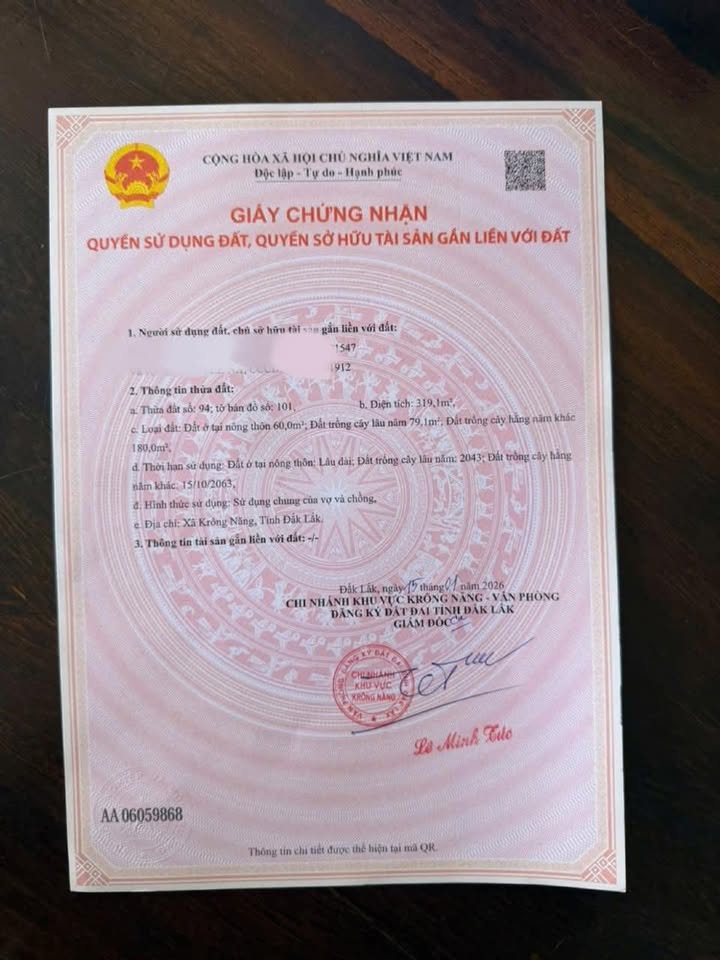 CỘNG HÒA XÃ HỘI CHỦ NGHĨA VIỆT NAM
Độc lập - Tự do - Hạnh phúc
GIẤY CHỨNG NHẬN
QUYỀN SỬ DỤNG ĐẤT, QUYỀN SỞ HỮU TÀI SẢN GẮN LIỀN VỚI ĐẤT
1. Người sử dụng đất, chủ sở hữu tài sản gắn liền với đất:
1547
1912
2. Thông tin thửa đất:
a. Thửa đất số: 94; tờ bản đồ số: 101, b. Diện tích: 319,1m²,
c. Loại đất: Đất ở tại nông thôn 60,0m²; Đất trồng cây lâu năm 79,1m²; Đất trồng cây hằng năm khác
180,0m²,
d. Thời hạn sử dụng: Đất ở tại nông thôn: Lâu dài; Đất trồng cây lâu năm: 2043; Đất trồng cây hằng
năm khác: 15/10/2063,
đ. Hình thức sử dụng: Sử dụng chung của vợ và chồng,
e. Địa chỉ: Xã Krông Năng, Tỉnh Đắk Lắk.
3. Thông tin tài sản gắn liền với đất: -/-
Đắk Lắk, ngày 15 tháng 01 năm 2026
CHI NHÁNH KHU VỰC KRÔNG NĂNG - VĂN PHÒNG
ĐĂNG KÝ ĐẤT ĐAI TỈNH ĐẮK LẮK
GIÁM ĐỐC
CHI NHÁNH
KHU VỰC
KRÔNG NĂNG
Lê Minh Túc
AA 06059868
Thông tin chi tiết được thể hiện tại mã QR.